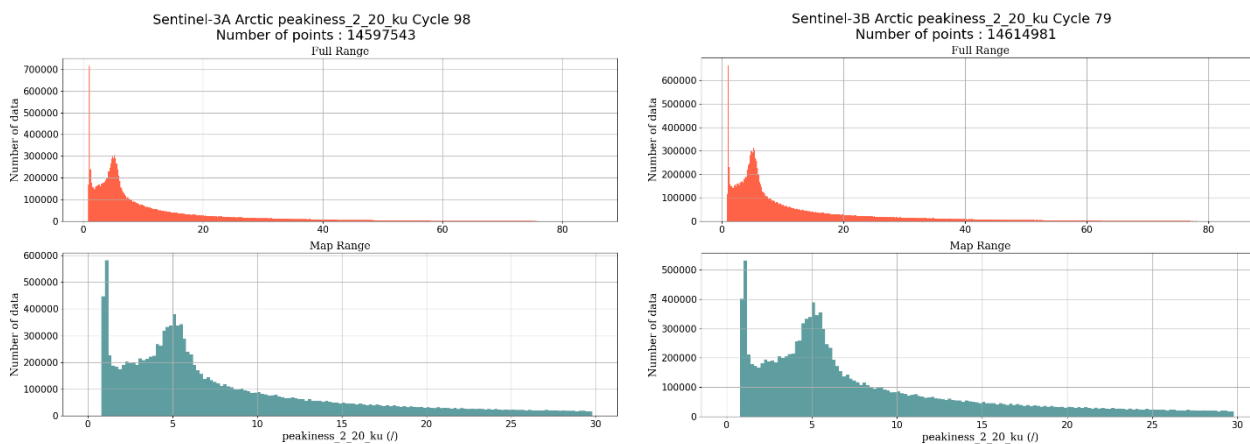 Sentinel-3A Arctic peakiness_2_20_ku Cycle 98
Number of points : 14597543
Full Range
Number of data
700000
600000
500000
400000
300000
200000
100000
0
0 20 40 60 80
Map Range
Number of data
600000
500000
400000
300000
200000
100000
0
0 5 10 15 20 25 30
peakiness_2_20_ku (/)
Sentinel-3B Arctic peakiness_2_20_ku Cycle 79
Number of points : 14614981
Full Range
Number of data
700000
600000
500000
400000
300000
200000
100000
0
0 20 40 60 80
Map Range
Number of data
500000
400000
300000
200000
100000
0
0 5 10 15 20 25 30
peakiness_2_20_ku (/)